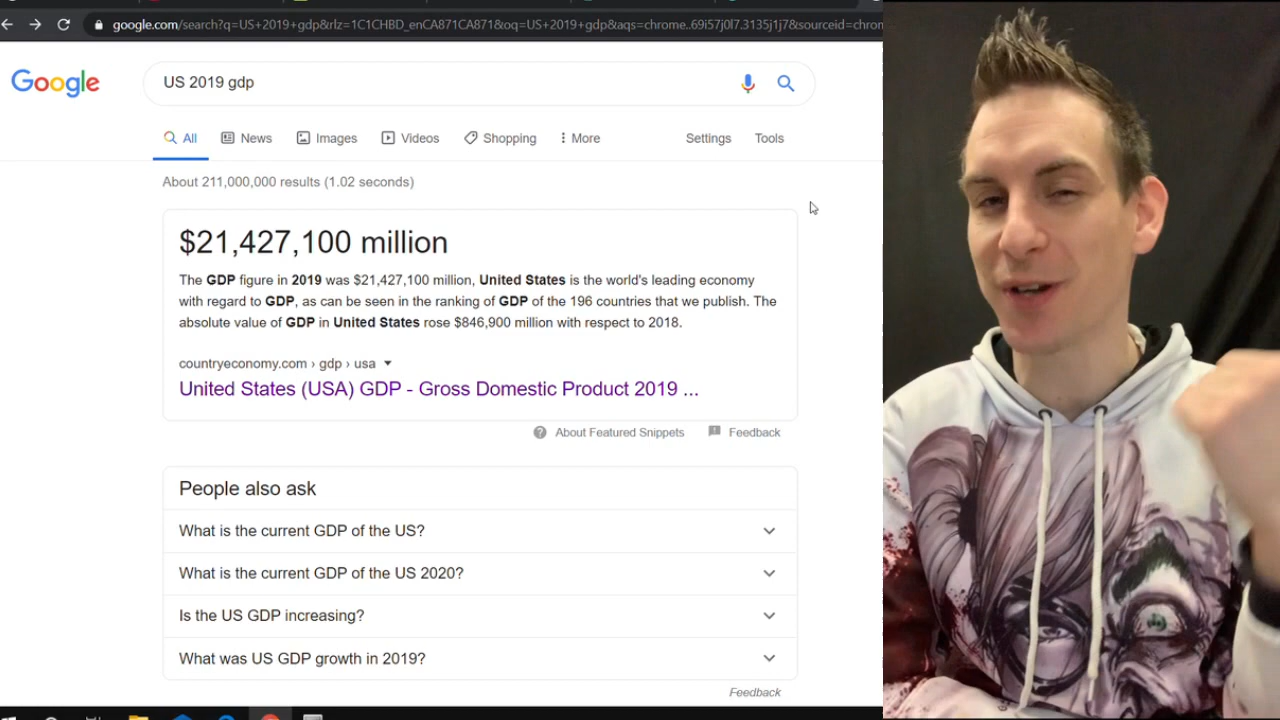 google.com/search?q=US+2019+gdp&rlz=1C1CHBD_enCA871CA871&oq=US+2019+gdp&aqs=chrome..69i57j0l7.3135j1j7&sourceid=chrom
Google
US 2019 gdp
All News Images Videos Shopping More Settings Tools
About 211,000,000 results (1.02 seconds)
$21,427,100 million
The GDP figure in 2019 was $21,427,100 million, United States is the world's leading economy
with regard to GDP, as can be seen in the ranking of GDP of the 196 countries that we publish. The
absolute value of GDP in United States rose $846,900 million with respect to 2018.
countryeconomy.com › gdp › usa
United States (USA) GDP - Gross Domestic Product 2019 ...
About Featured Snippets Feedback
People also ask
What is the current GDP of the US?
What is the current GDP of the US 2020?
Is the US GDP increasing?
What was US GDP growth in 2019?
Feedback